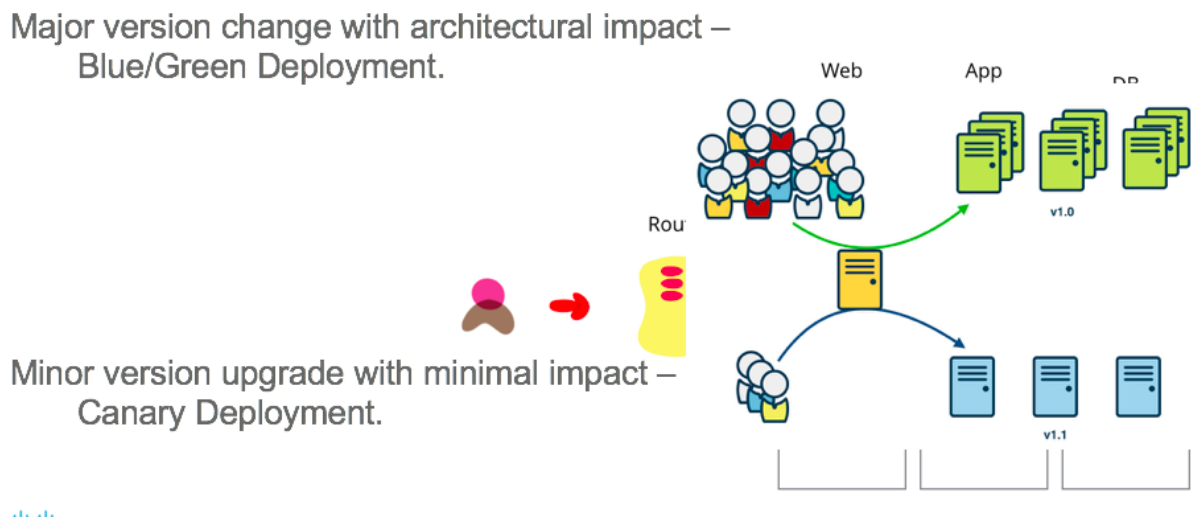 Major version change with architectural impact –
Blue/Green Deployment.
Web App
v1.0
Minor version upgrade with minimal impact –
Canary Deployment.
v1.1